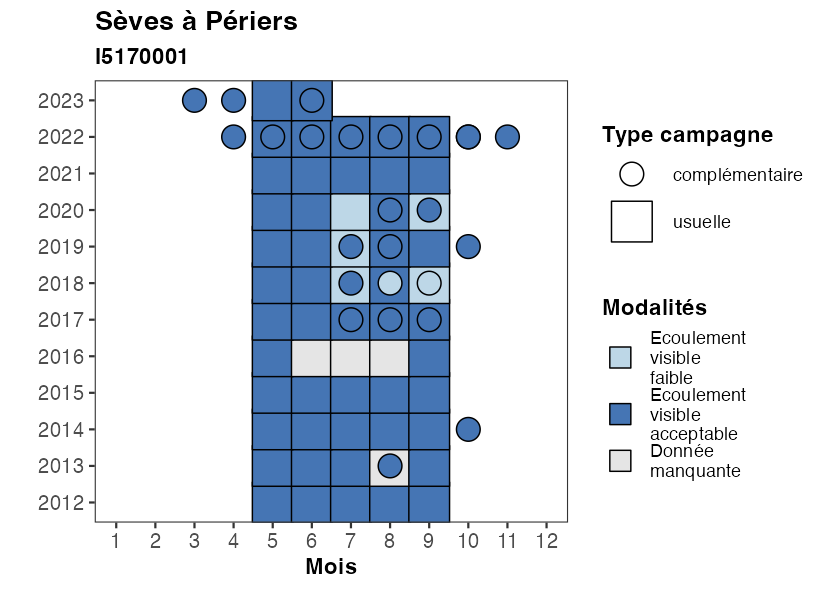 Sèves à Périers
I5170001
2023
2022
2021
2020
2019
2018
2017
2016
2015
2014
2013
2012
1 2 3 4 5 6 7 8 9 10 11 12
Mois
Type campagne
complémentaire
usuelle
Modalités
Ecoulement
visible
faible
Ecoulement
visible
acceptable
Donnée
manquante